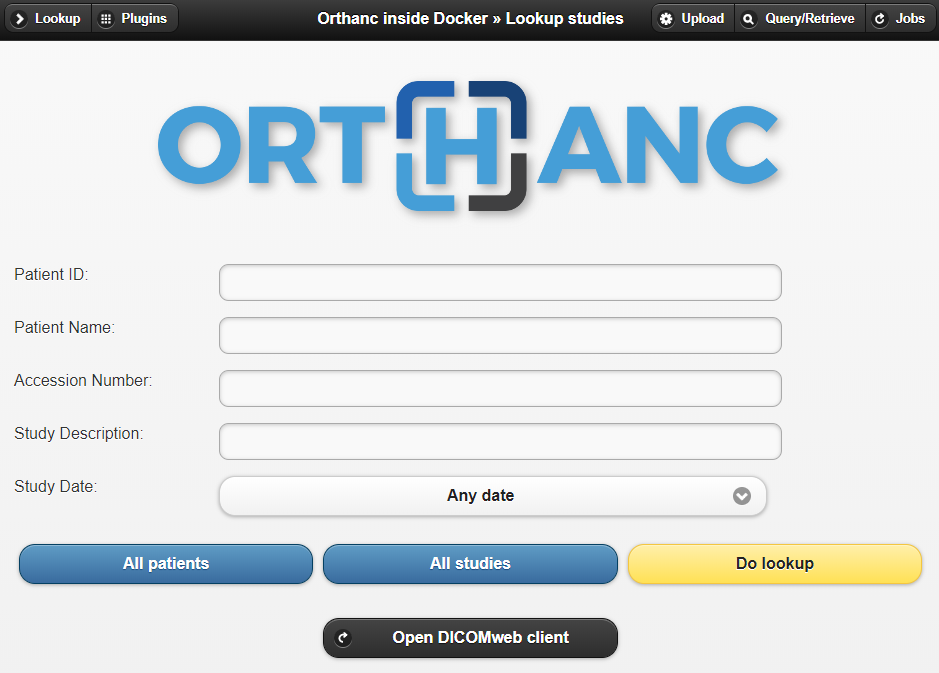 Lookup Plugins Orthanc inside Docker » Lookup studies Upload Query/Retrieve Jobs
ORTHANC
Patient ID:
Patient Name:
Accession Number:
Study Description:
Study Date: Any date
All patients All studies Do lookup
Open DICOMweb client